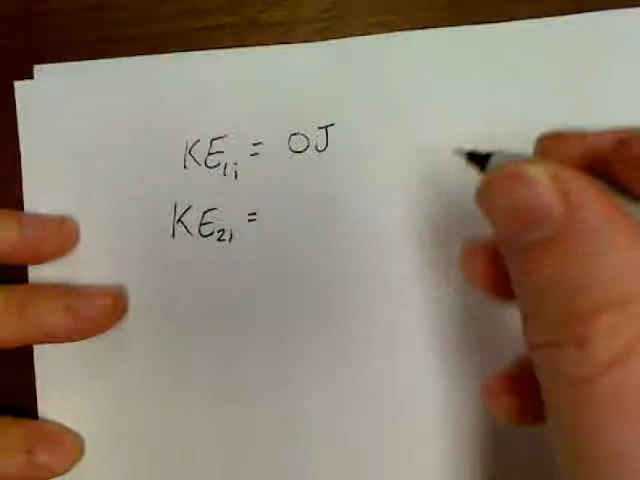 KE₁ᵢ = 0J
KE₂ᵢ =